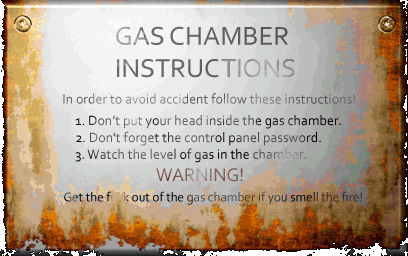 GAS CHAMBER
INSTRUCTIONS
In order to avoid accident follow these instructions!
1. Don't put your head inside the gas chamber.
2. Don't forget the control panel password.
3. Watch the level of gas in the chamber.
WARNING!
Get the out of the gas chamber if you smell the fire!